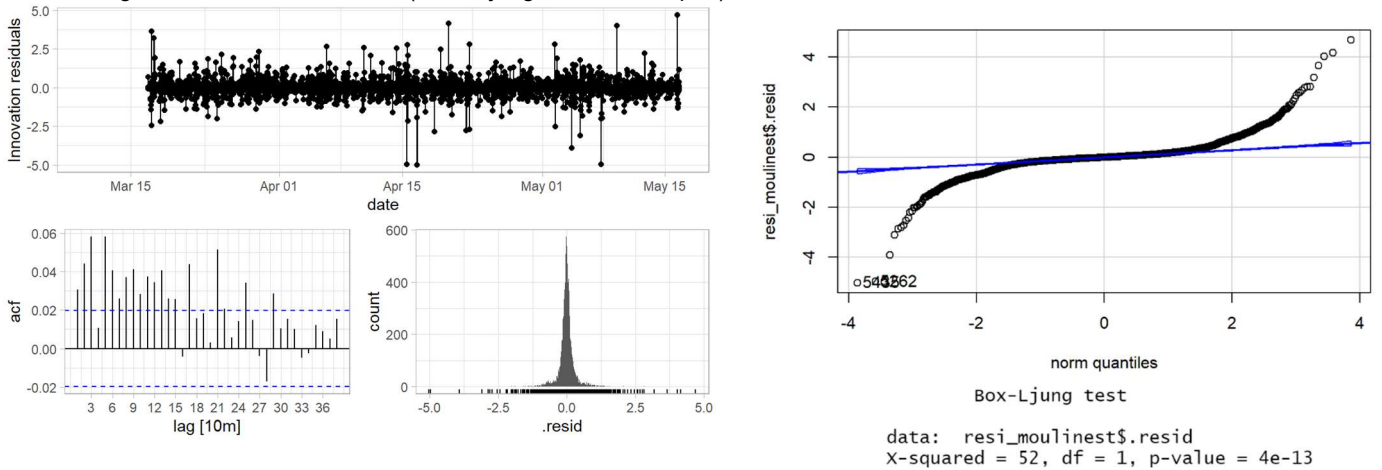 5.0
2.5
0.0
-2.5
-5.0
Innovation residuals
Mar 15 Apr 01 Apr 15 May 01 May 15
date
0.06
0.04
0.02
0.00
-0.02
acf
3 6 9 12 15 18 21 24 27 30 33 36
lag [10m]
600
400
200
0
count
-5.0 -2.5 0.0 2.5 5.0
.resid
4
2
0
-2
-4
resi_moulinest$.resid
-4 -2 0 2 4
norm quantiles
Box-Ljung test
data: resi_moulinest$.resid
X-squared = 52, df = 1, p-value = 4e-13